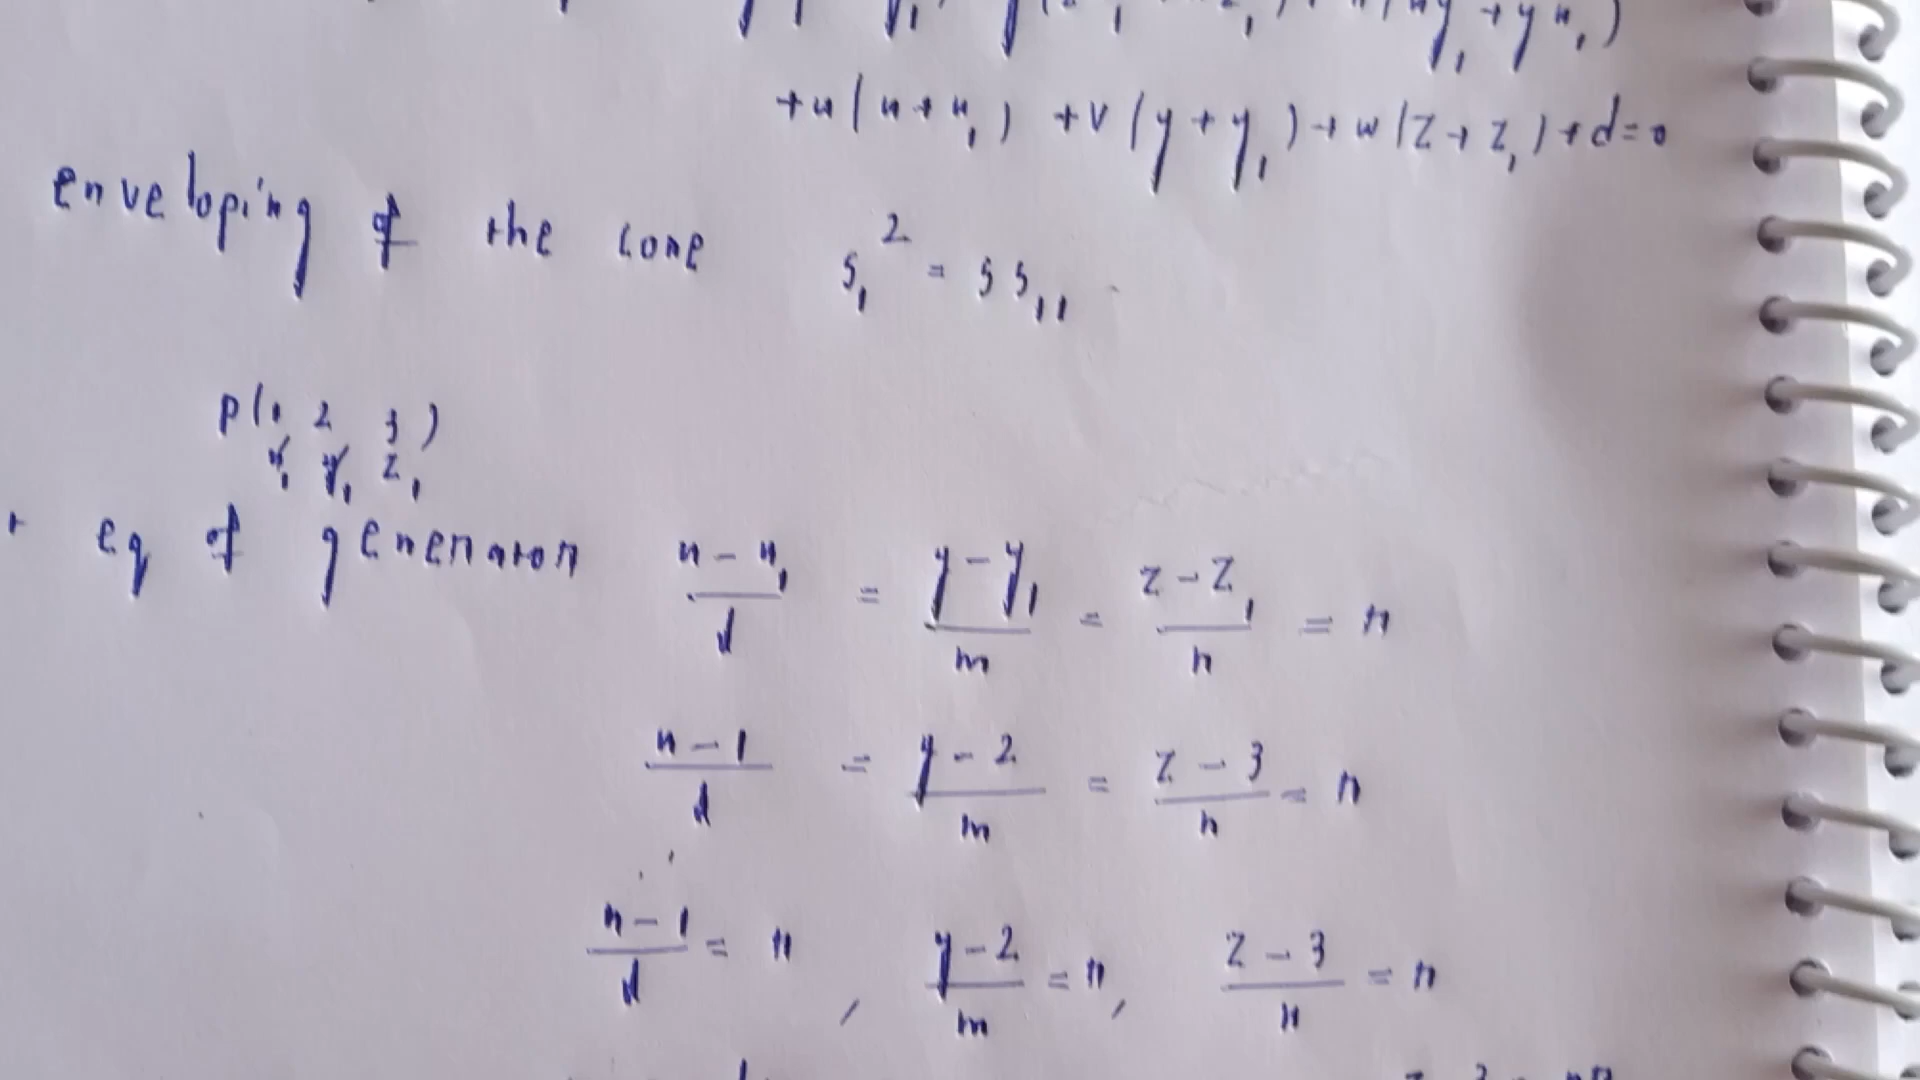 +u(x+x₁) +v(y+y₁)+w(z+z₁)+d=0
enveloping of the cone S₁² = SS₁₁
P(1, 2, 3)
x₁ y₁ z₁
eq of generator (x-x₁)/l = (y-y₁)/m = (z-z₁)/n = r
(x-1)/l = (y-2)/m = (z-3)/n = r
(x-1)/l = r, (y-2)/m = r, (z-3)/n = r